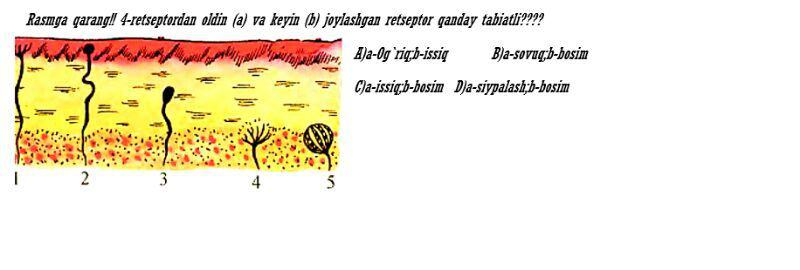 Rasmga qarang!! 4-retseptordan oldin (a) va keyin (b) joylashgan retseptor qanday tabiatli????
A)a-Og`riq;b-issiq B)a-sovuq;b-bosim
C)a-issiq;b-bosim D)a-siypalash;b-bosim
1 2 3 4 5